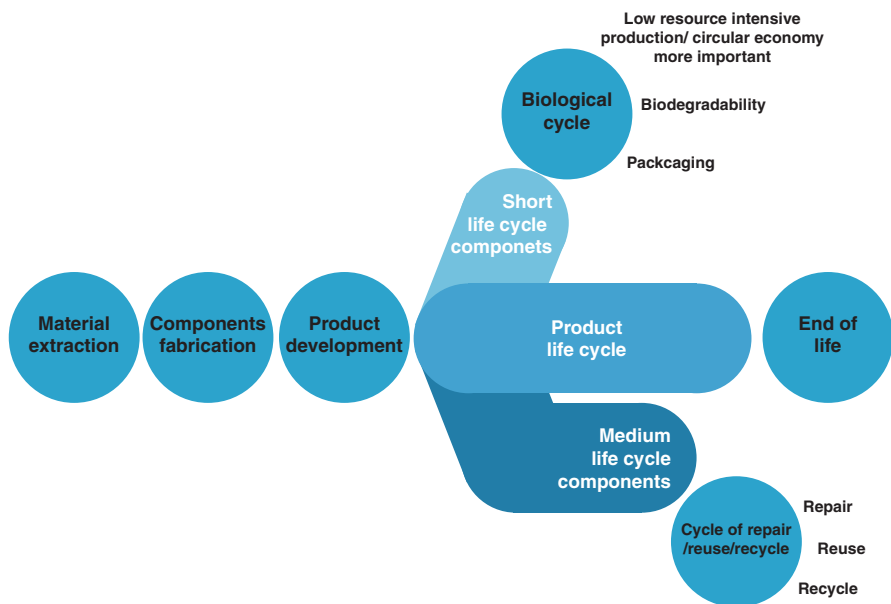 Low resource intensive
production/ circular economy
more important
Biological
cycle
Biodegradability
Packcaging
Short
life cycle
componets
Material
extraction
Components
fabrication
Product
development
Product
life cycle
End of
life
Medium
life cycle
components
Cycle of repair
/reuse/recycle
Repair
Reuse
Recycle